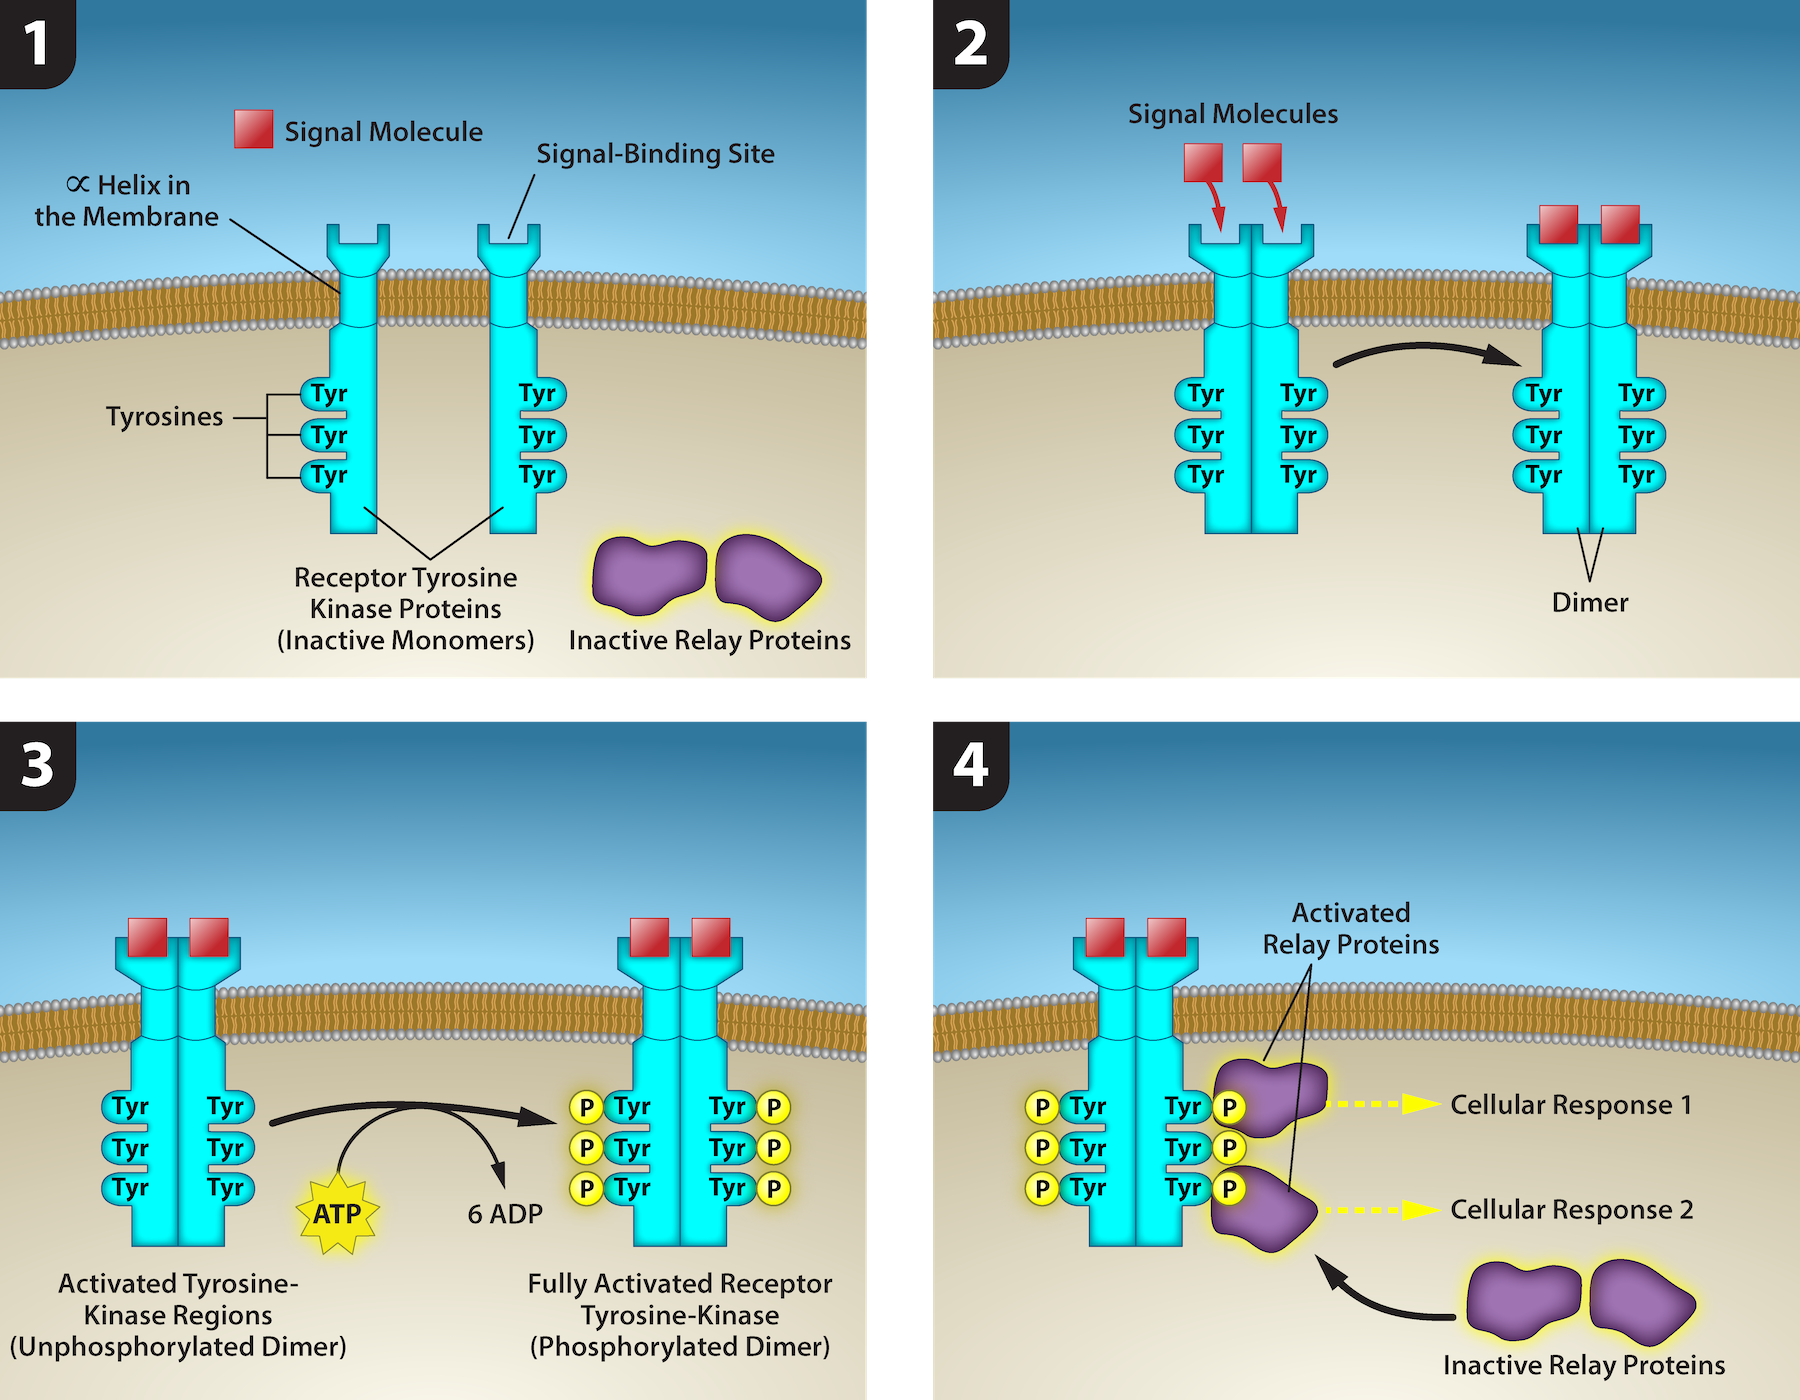 1
Signal Molecule
Signal-Binding Site
∝ Helix in
the Membrane
Tyr
Tyr
Tyrosines
Tyr
Tyr
Tyr
Tyr
Receptor Tyrosine
Kinase Proteins
(Inactive Monomers)
Inactive Relay Proteins
2
Signal Molecules
Tyr
Tyr
Tyr
Tyr
Tyr
Tyr
Tyr
Tyr
Tyr
Tyr
Tyr
Tyr
Dimer
3
Tyr
Tyr
Tyr
Tyr
Tyr
Tyr
ATP
6 ADP
P Tyr
Tyr P
P Tyr
Tyr P
P Tyr
Tyr P
Activated Tyrosine-
Kinase Regions
(Unphosphorylated Dimer)
Fully Activated Receptor
Tyrosine-Kinase
(Phosphorylated Dimer)
4
Activated
Relay Proteins
P Tyr
Tyr P
Cellular Response 1
P Tyr
Tyr P
P Tyr
Tyr P
Cellular Response 2
Inactive Relay Proteins